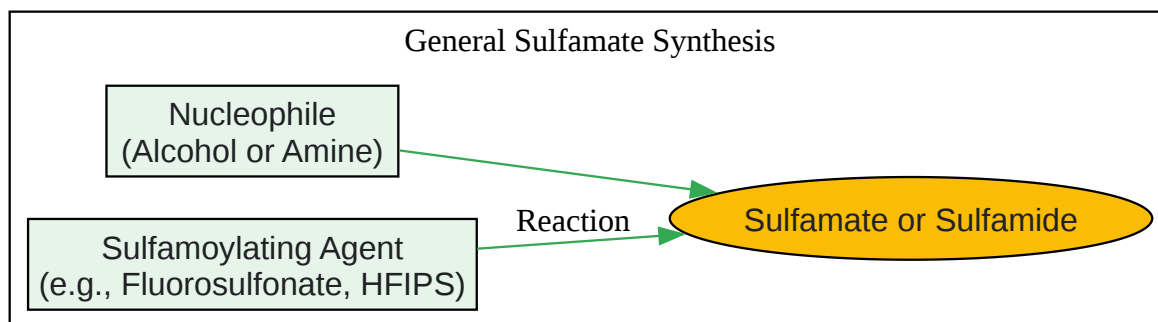 General Sulfamate Synthesis
Nucleophile
(Alcohol or Amine)
Reaction
Sulfamate or Sulfamide
Sulfamoylating Agent
(e.g., Fluorosulfonate, HFIPS)